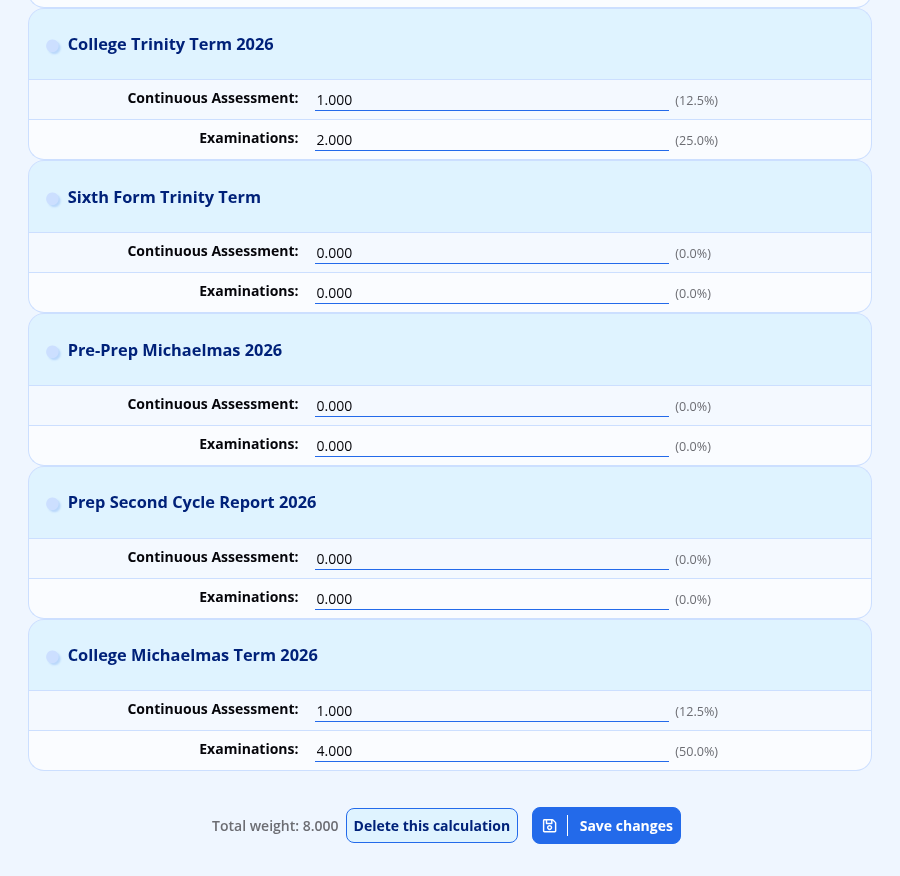 College Trinity Term 2026
Continuous Assessment: 1.000 (12.5%)
Examinations: 2.000 (25.0%)
Sixth Form Trinity Term
Continuous Assessment: 0.000 (0.0%)
Examinations: 0.000 (0.0%)
Pre-Prep Michaelmas 2026
Continuous Assessment: 0.000 (0.0%)
Examinations: 0.000 (0.0%)
Prep Second Cycle Report 2026
Continuous Assessment: 0.000 (0.0%)
Examinations: 0.000 (0.0%)
College Michaelmas Term 2026
Continuous Assessment: 1.000 (12.5%)
Examinations: 4.000 (50.0%)
Total weight: 8.000 Delete this calculation Save changes